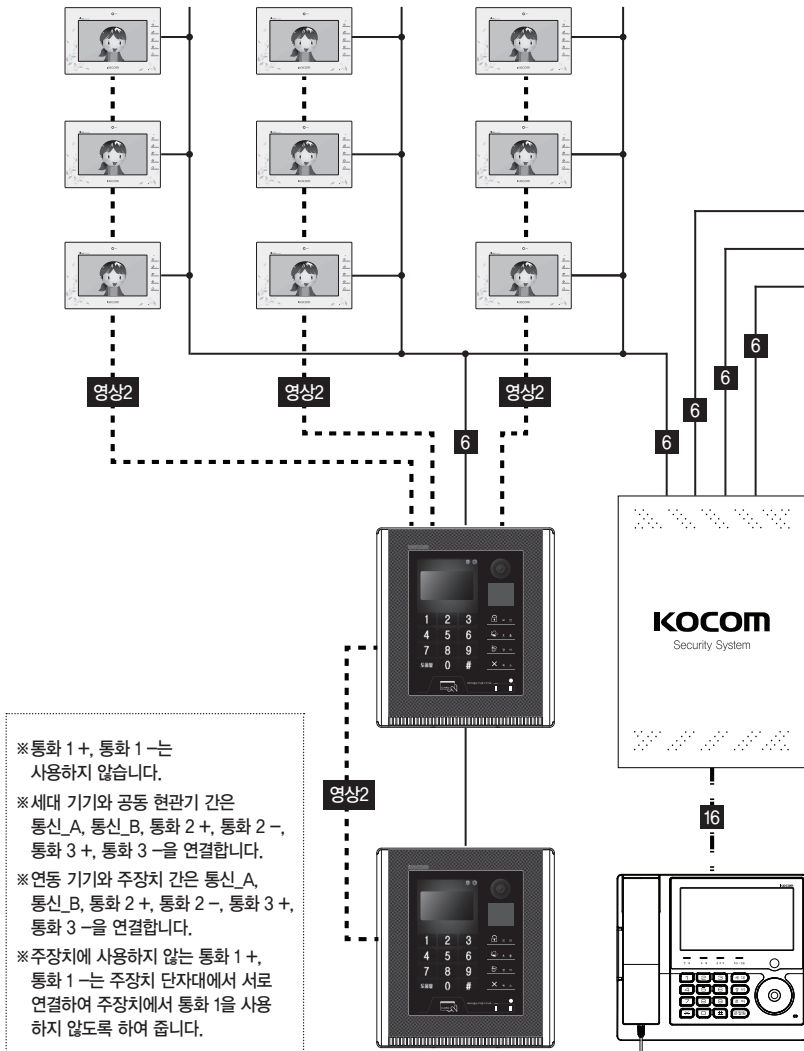 영상2
영상2
영상2
6
6
6
6
6
1 2 3
4 5 6
7 8 9
도움말 0 #
KOCOM
Security System
영상2
16
※통화 1 +, 통화 1 −는
사용하지 않습니다.
※세대 기기와 공동 현관기 간은
통신_A, 통신_B, 통화 2 +, 통화 2 −,
통화 3 +, 통화 3 −을 연결합니다.
※연동 기기와 주장치 간은 통신_A,
통신_B, 통화 2 +, 통화 2 −, 통화 3 +,
통화 3 −을 연결합니다.
※주장치에 사용하지 않는 통화 1 +,
통화 1 −는 주장치 단자대에서 서로
연결하여 주장치에서 통화 1을 사용
하지 않도록 하여 줍니다.
1 2 3
4 5 6
7 8 9
도움말 0 #